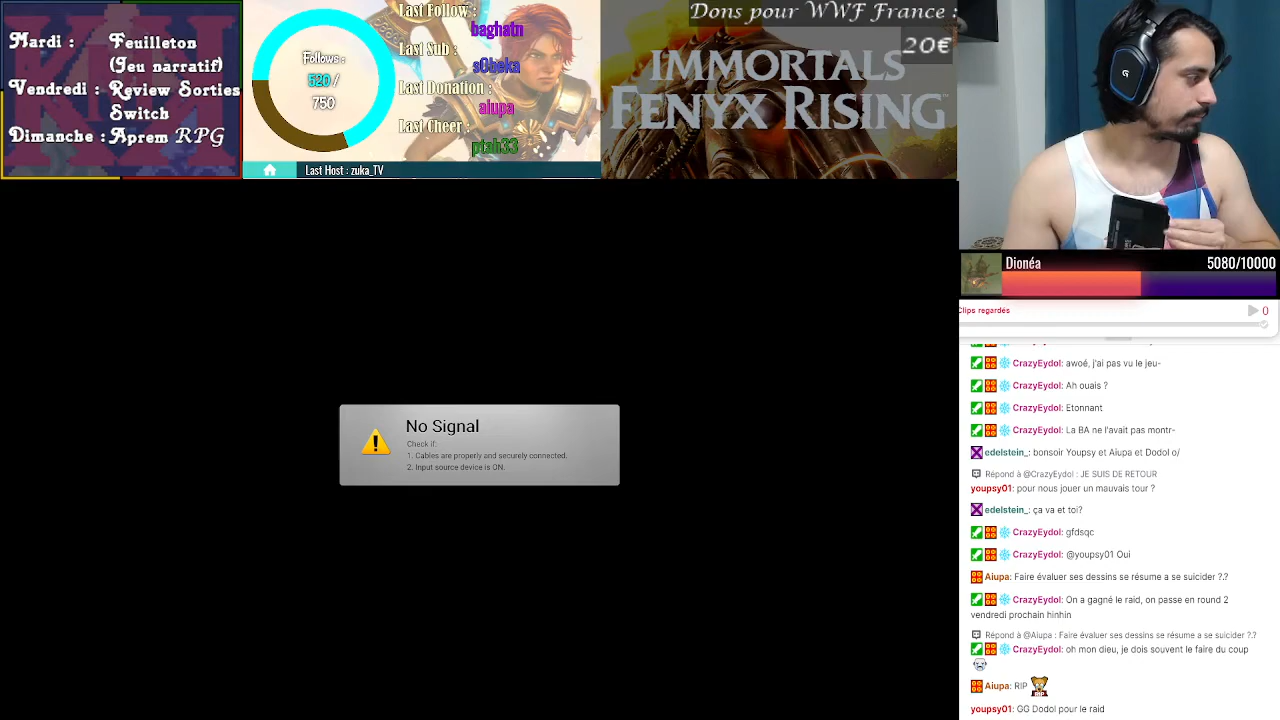 Mardi : Feuilleton
(Jeu narratif)
Vendredi : Review Sorties
Switch
Dimanche : Aprem RPG
Follows :
520 /
750
Last Follow :
baghatn
Last Sub :
s0beka
Last Donation :
alupa
Last Cheer :
ptah33
Last Host : zuka_TV
Dons pour WWF France :
20€
IMMORTALS
FENYX RISING
Dionéa 5080/10000
Clips regardés 0
CrazyEydol: awoé, j'ai pas vu le jeu-
CrazyEydol: Ah ouais ?
CrazyEydol: Etonnant
CrazyEydol: La BA ne l'avait pas montr-
edelstein_: bonsoir Youpsy et Aiupa et Dodol o/
Répond à @CrazyEydol : JE SUIS DE RETOUR
youpsy01: pour nous jouer un mauvais tour ?
edelstein_: ça va et toi?
CrazyEydol: gfdsqc
CrazyEydol: @youpsy01 Oui
Aiupa: Faire évaluer ses dessins se résume a se suicider ?.?
CrazyEydol: On a gagné le raid, on passe en round 2
vendredi prochain hinhin
Répond à @Aiupa : Faire évaluer ses dessins se résume a se suicider ?.?
CrazyEydol: oh mon dieu, je dois souvent le faire du coup
Aiupa: RIP
youpsy01: GG Dodol pour le raid
No Signal
Check if:
1. Cables are properly and securely connected.
2. Input source device is ON.